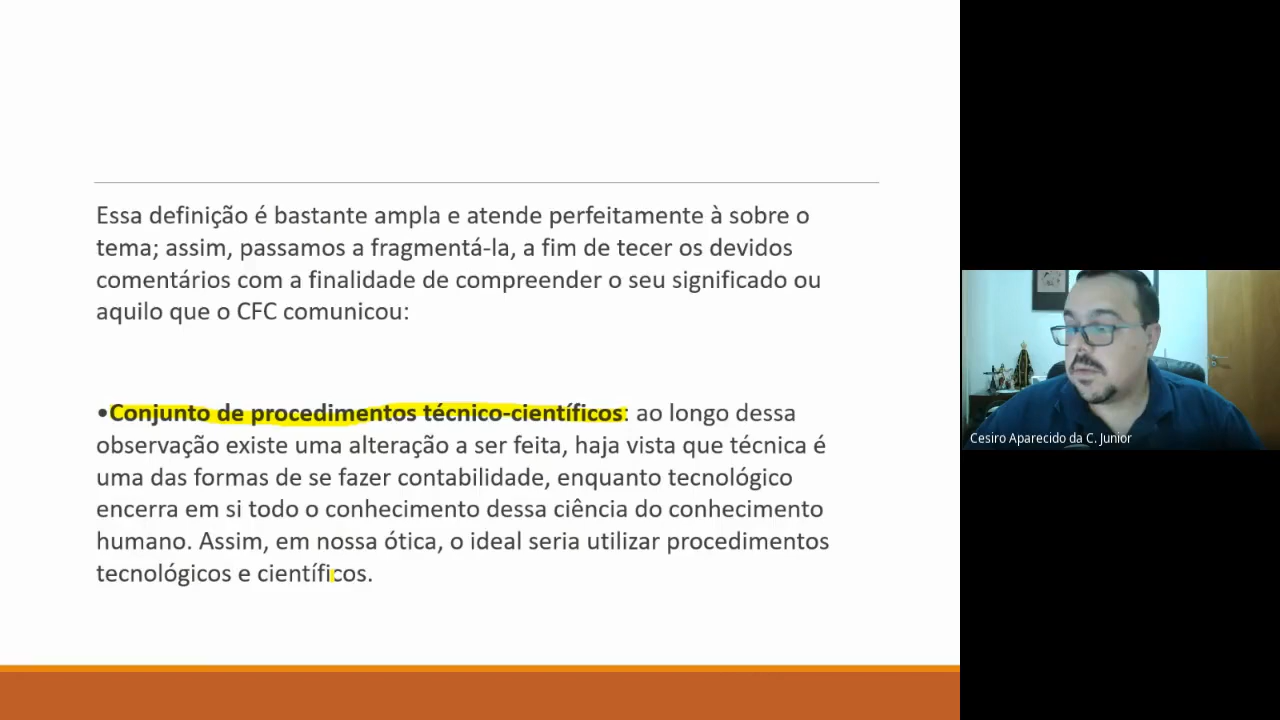 Essa definição é bastante ampla e atende perfeitamente à sobre o
tema; assim, passamos a fragmentá-la, a fim de tecer os devidos
comentários com a finalidade de compreender o seu significado ou
aquilo que o CFC comunicou:
•Conjunto de procedimentos técnico-científicos: ao longo dessa
observação existe uma alteração a ser feita, haja vista que técnica é
uma das formas de se fazer contabilidade, enquanto tecnológico
encerra em si todo o conhecimento dessa ciência do conhecimento
humano. Assim, em nossa ótica, o ideal seria utilizar procedimentos
tecnológicos e científicos.
Cesiro Aparecido da C. Junior